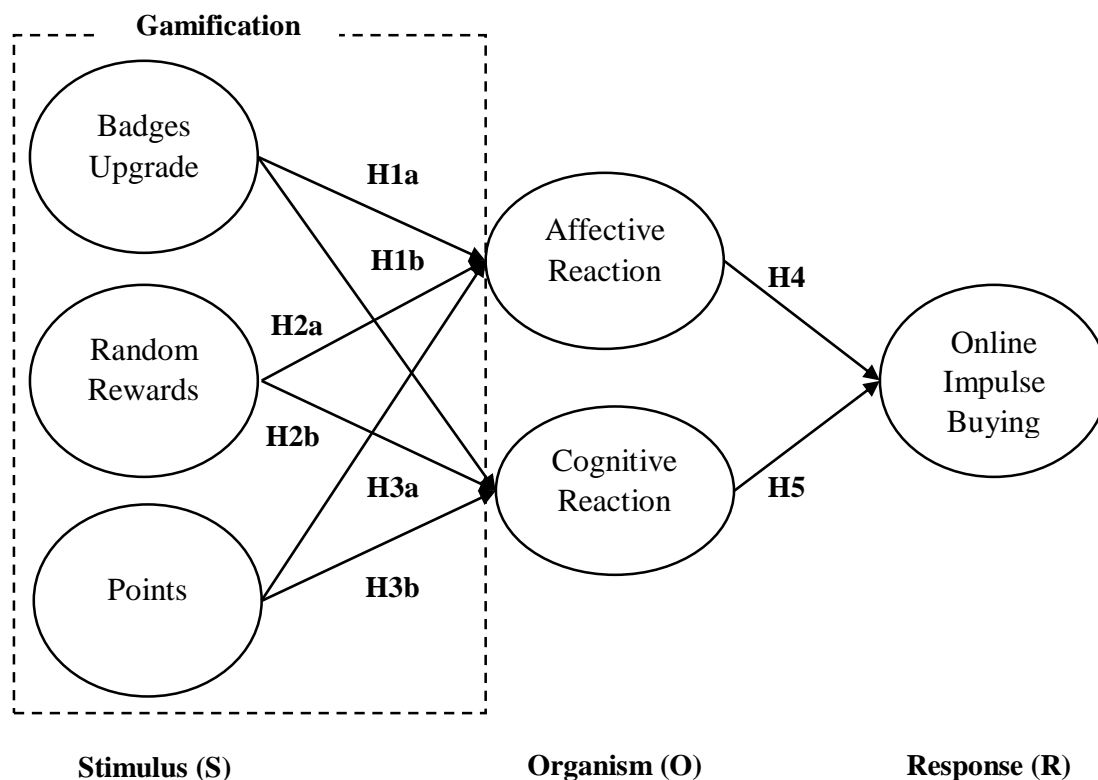 Gamification
Badges
Upgrade
H1a
H1b
Affective
Reaction
H4
Random
Rewards
H2a
H2b
Online
Impulse
Buying
Cognitive
Reaction
H3a
H5
Points
H3b
Stimulus (S)
Organism (O)
Response (R)